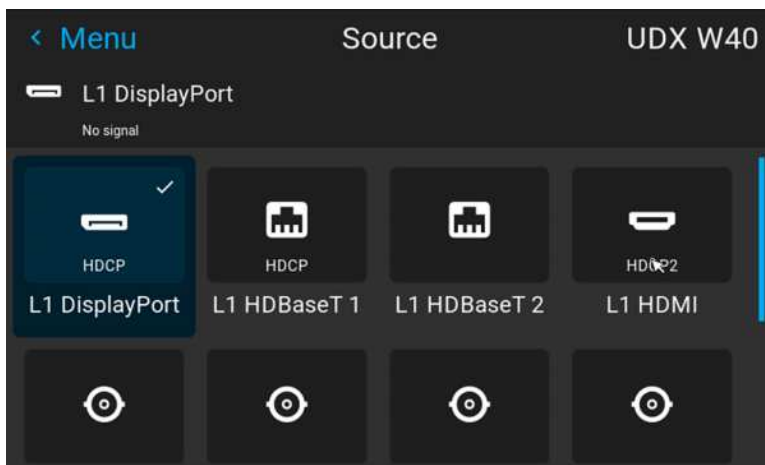 Menu
Source
UDX W40
L1 DisplayPort
No signal
HDCP
HDCP
HDCP2
L1 DisplayPort
L1 HDBaseT 1
L1 HDBaseT 2
L1 HDMI